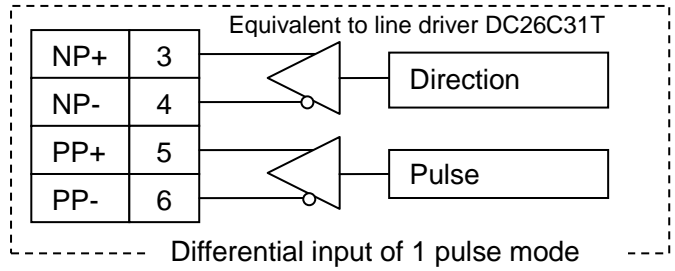 Equivalent to line driver DC26C31T
NP+ 3
NP- 4
PP+ 5
PP- 6
Direction
Pulse
Differential input of 1 pulse mode